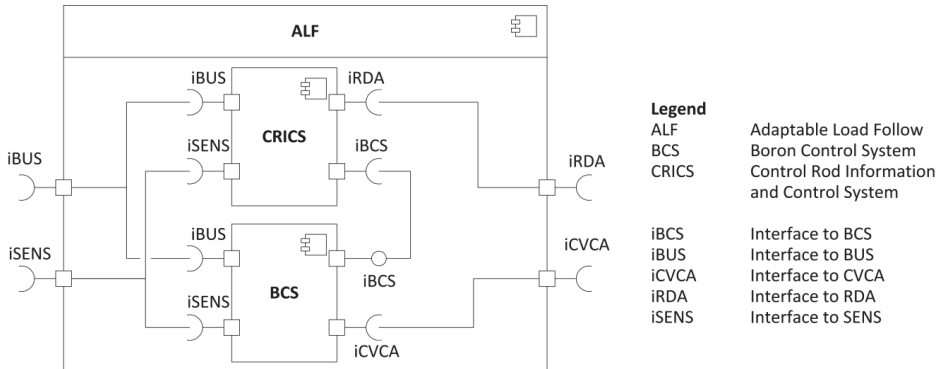 ALF
iBUS
iRDA
CRICS
iSENS
iBCS
iBUS
iRDA
iBUS
iSENS
iCVCA
iBCS
BCS
iSENS
iCVCA
Legend
ALF Adaptable Load Follow
BCS Boron Control System
CRICS Control Rod Information
and Control System
iBCS Interface to BCS
iBUS Interface to BUS
iCVCA Interface to CVCA
iRDA Interface to RDA
iSENS Interface to SENS